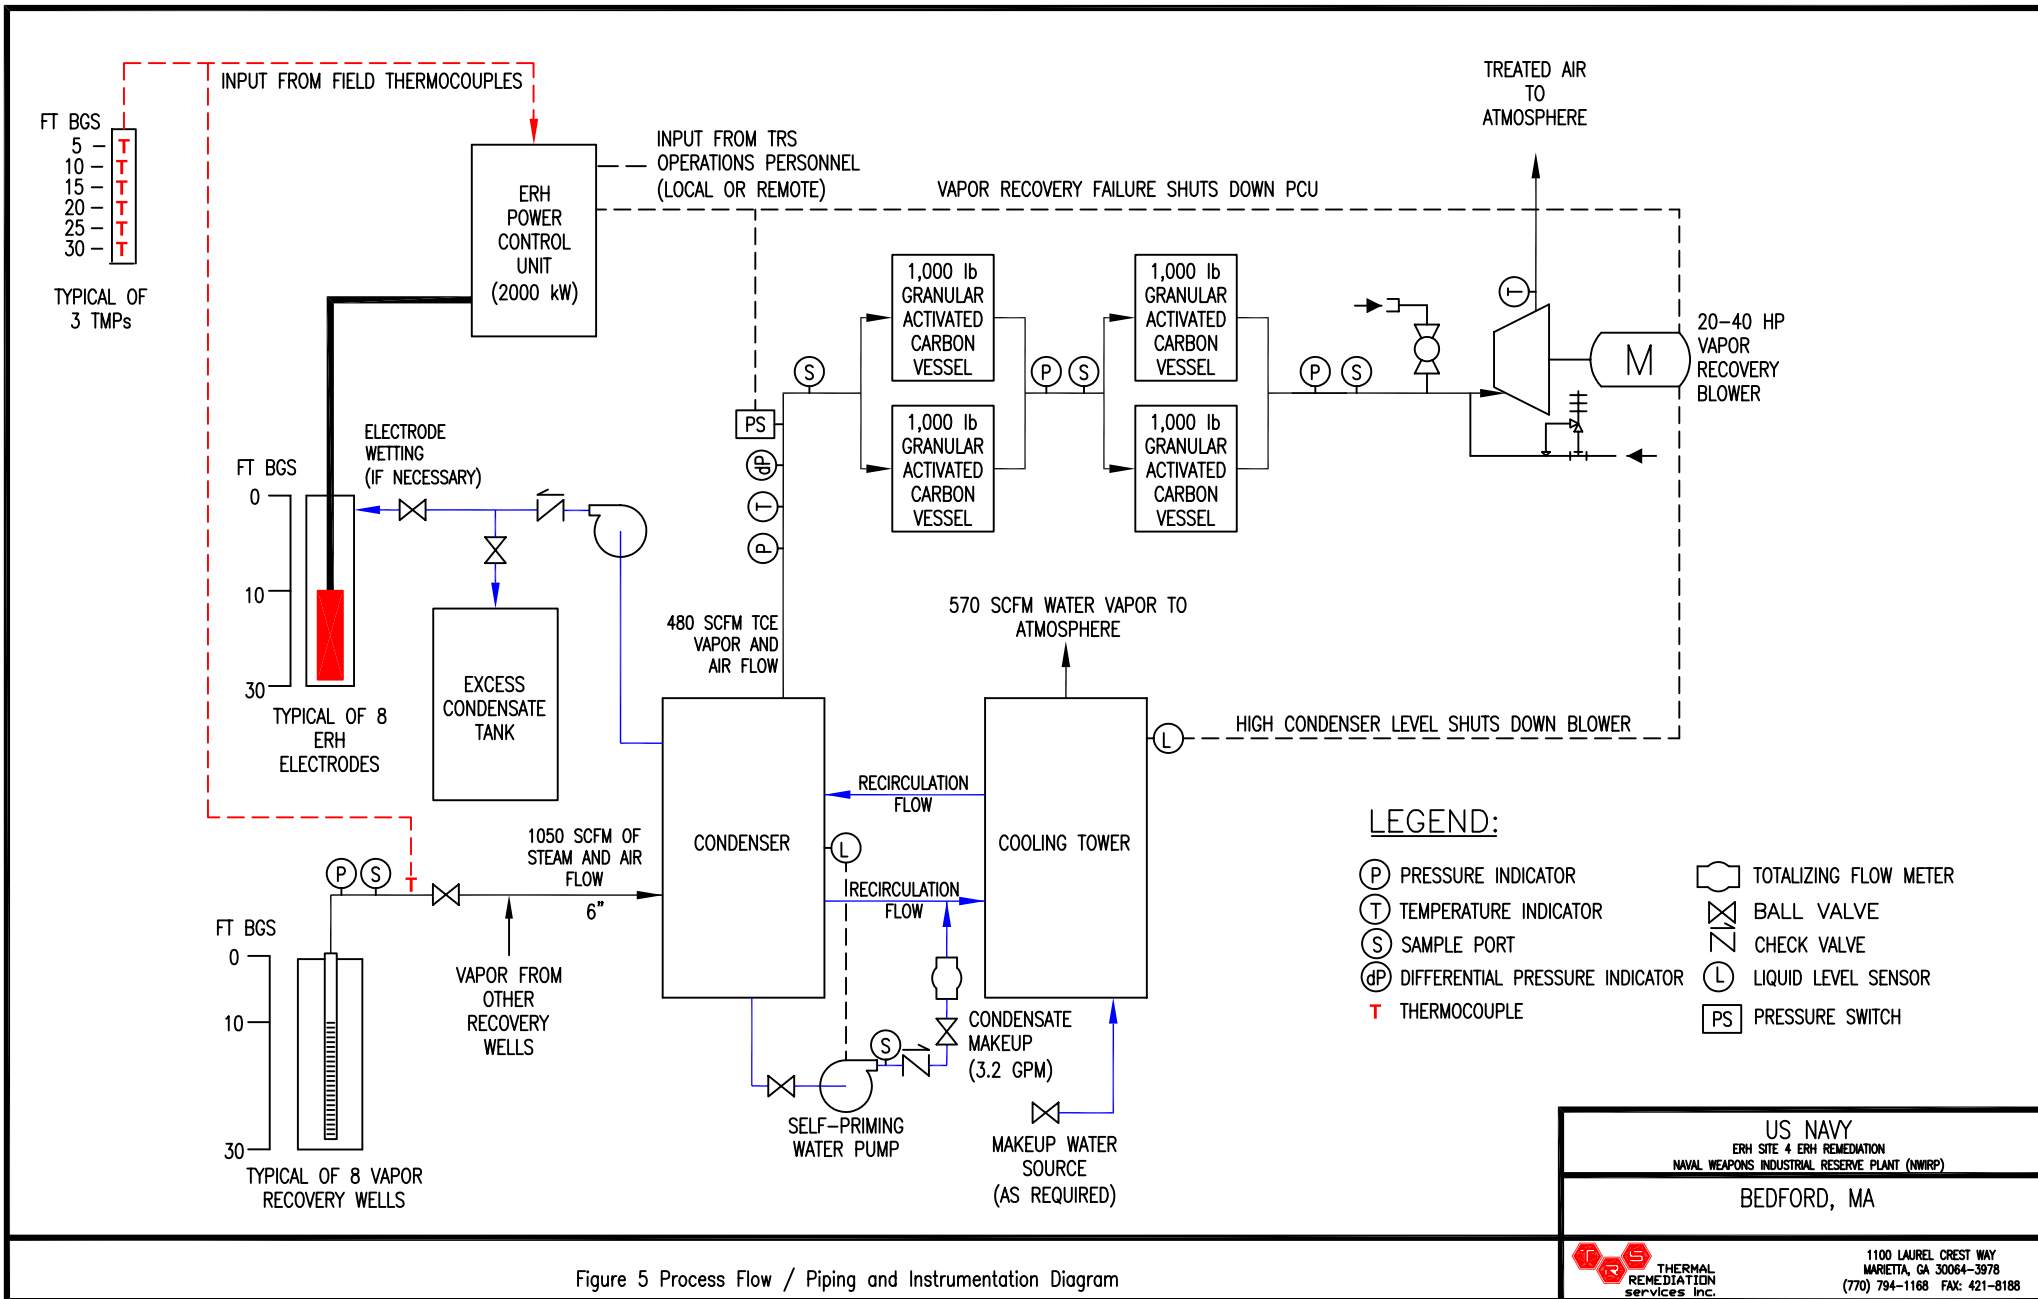 INPUT FROM FIELD THERMOCOUPLES
FT BGS
5
10
15
20
25
30
T
T
T
T
T
T
TYPICAL OF
3 TMPs
ERH
POWER
CONTROL
UNIT
(2000 kW)
INPUT FROM TRS
OPERATIONS PERSONNEL
(LOCAL OR REMOTE)
VAPOR RECOVERY FAILURE SHUTS DOWN PCU
TREATED AIR
TO
ATMOSPHERE
1,000 lb
GRANULAR
ACTIVATED
CARBON
VESSEL
1,000 lb
GRANULAR
ACTIVATED
CARBON
VESSEL
1,000 lb
GRANULAR
ACTIVATED
CARBON
VESSEL
1,000 lb
GRANULAR
ACTIVATED
CARBON
VESSEL
S
P
S
P
S
T
M
20-40 HP
VAPOR
RECOVERY
BLOWER
PS
dP
T
P
ELECTRODE
WETTING
(IF NECESSARY)
FT BGS
0
10
30
TYPICAL OF 8
ERH
ELECTRODES
EXCESS
CONDENSATE
TANK
480 SCFM TCE
VAPOR AND
AIR FLOW
570 SCFM WATER VAPOR TO
ATMOSPHERE
L
HIGH CONDENSER LEVEL SHUTS DOWN BLOWER
CONDENSER
RECIRCULATION
FLOW
COOLING TOWER
L
RECIRCULATION
FLOW
1050 SCFM OF
STEAM AND AIR
FLOW
6"
P
S
T
FT BGS
0
10
30
VAPOR FROM
OTHER
RECOVERY
WELLS
TYPICAL OF 8 VAPOR
RECOVERY WELLS
S
SELF-PRIMING
WATER PUMP
CONDENSATE
MAKEUP
(3.2 GPM)
MAKEUP WATER
SOURCE
(AS REQUIRED)
LEGEND:
P PRESSURE INDICATOR
T TEMPERATURE INDICATOR
S SAMPLE PORT
dP DIFFERENTIAL PRESSURE INDICATOR
T THERMOCOUPLE
TOTALIZING FLOW METER
BALL VALVE
CHECK VALVE
L LIQUID LEVEL SENSOR
PS PRESSURE SWITCH
US NAVY
ERH SITE 4 ERH REMEDIATION
NAVAL WEAPONS INDUSTRIAL RESERVE PLANT (NWIRP)
BEDFORD, MA
TRS
THERMAL
REMEDIATION
services Inc.
1100 LAUREL CREST WAY
MARIETTA, GA 30064-3978
(770) 794-1168 FAX: 421-8188
Figure 5 Process Flow / Piping and Instrumentation Diagram